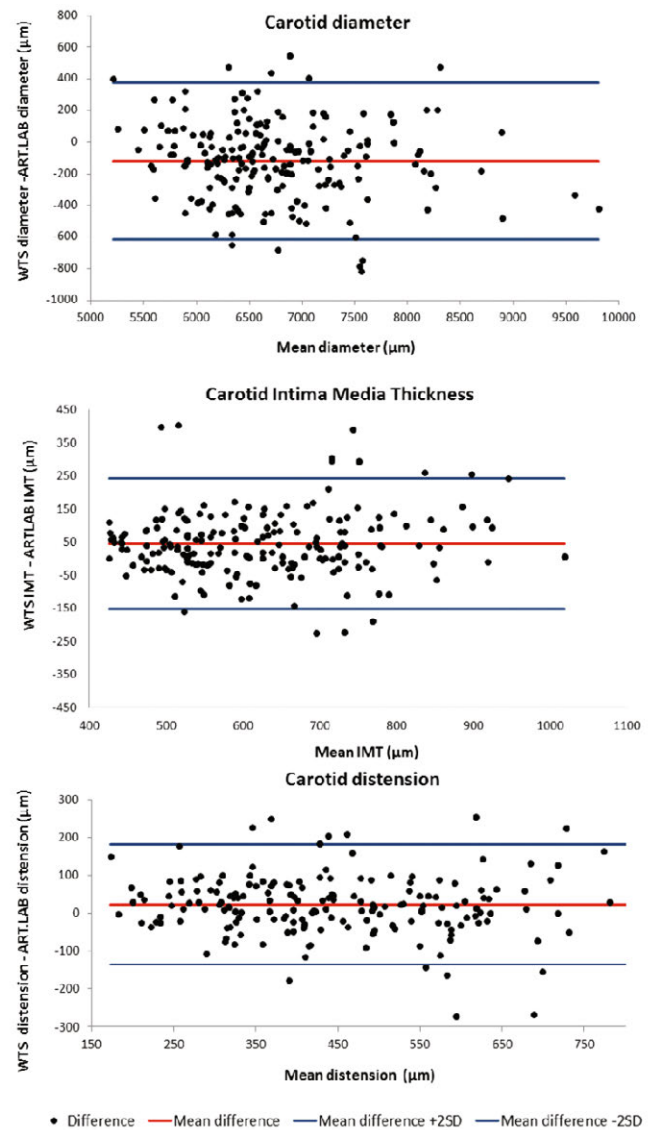 Carotid diameter
WTS diameter -ART.LAB diameter (µm)
800
600
400
200
0
-200
-400
-600
-800
-1000
5000 5500 6000 6500 7000 7500 8000 8500 9000 9500 10000
Mean diameter (µm)
Carotid Intima Media Thickness
WTS IMT - ARTLAB IMT (µm)
450
350
250
150
50
-50
-150
-250
-350
-450
400 500 600 700 800 900 1000 1100
Mean IMT (µm)
Carotid distension
WTS distension - ART.LAB distension (µm)
300
200
100
0
-100
-200
-300
150 250 350 450 550 650 750
Mean distension (µm)
Difference Mean difference Mean difference +2SD Mean difference -2SD